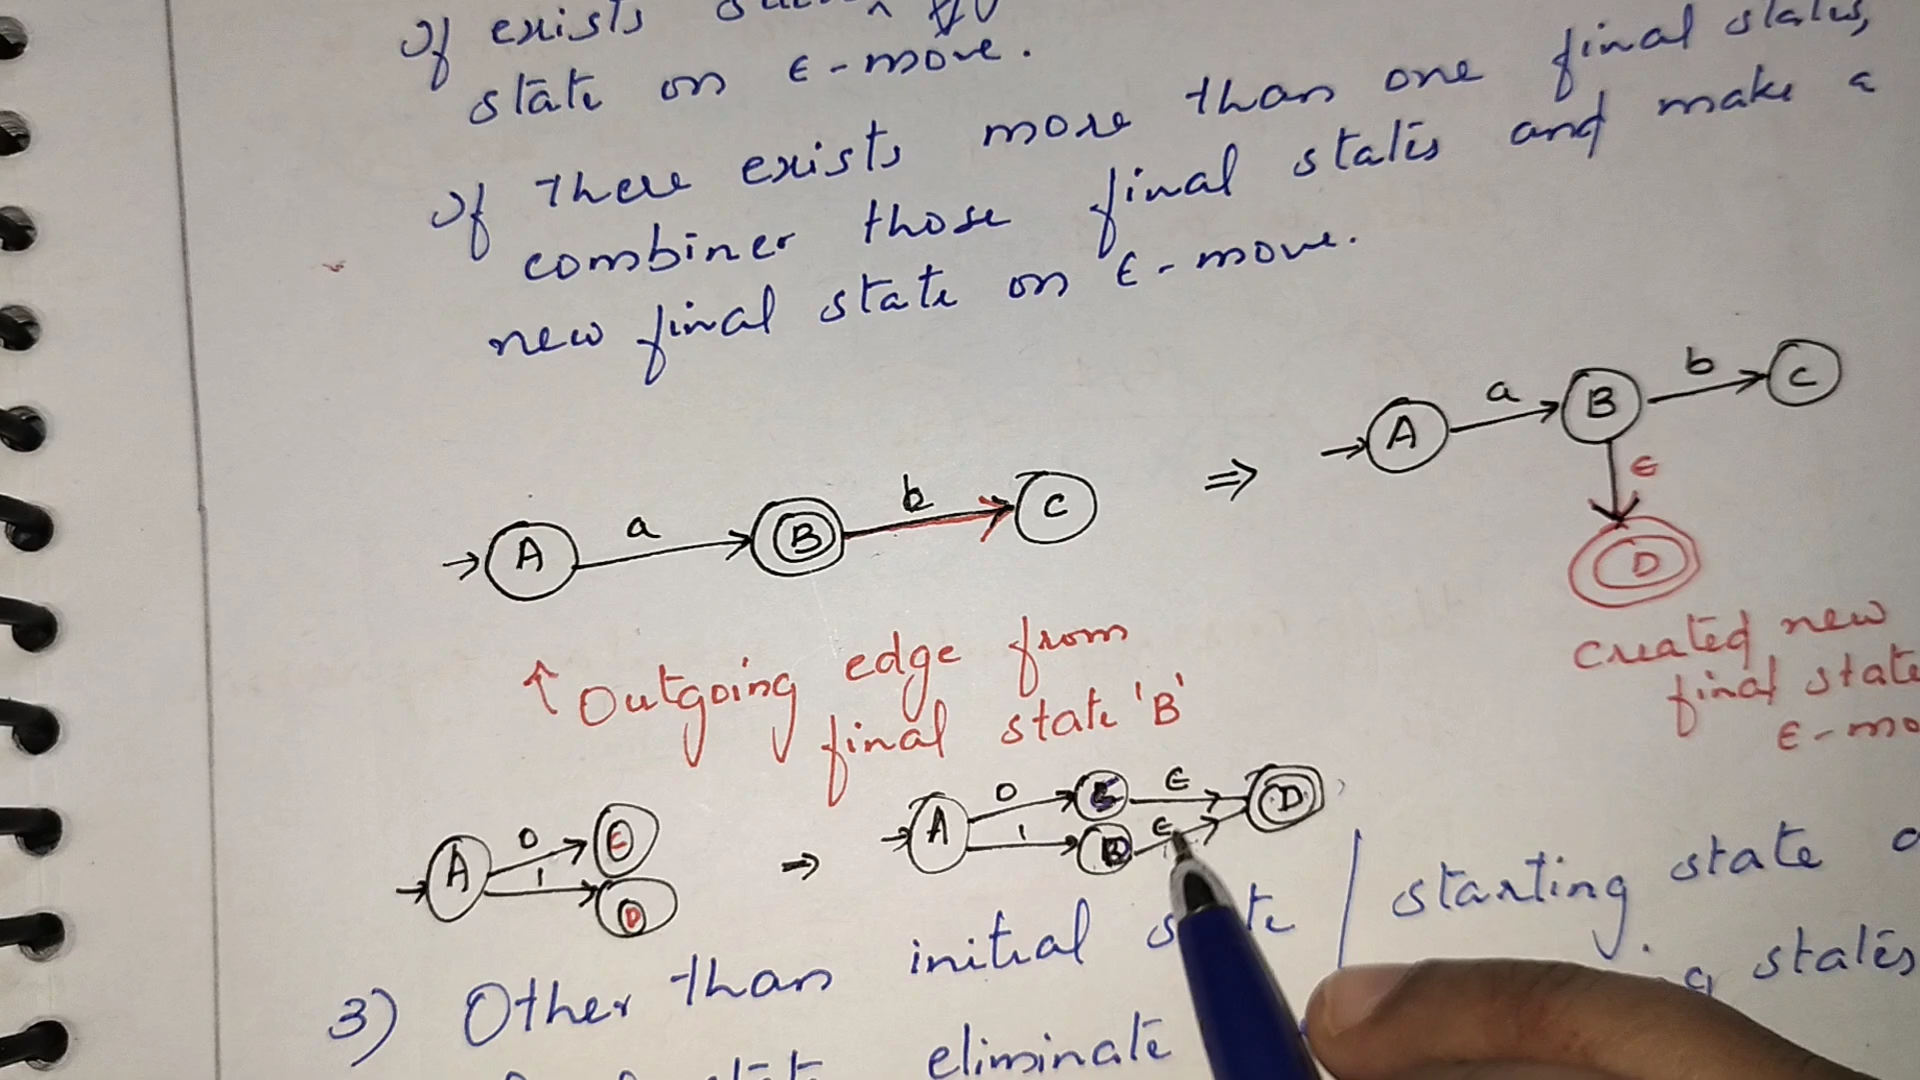 If exists
state on ε-move.
If there exists more than one final states,
combiner those final states and make a
new final state on ε-move.
A a B b C
⇒
A a B b C
ε
D
↑ Outgoing edge from
final state 'B'
created new
final state
ε-mo
A 0 C
1 D
⇒
A 0 ε D
1 B ε
3) Other than initial / starting state
states
eliminate